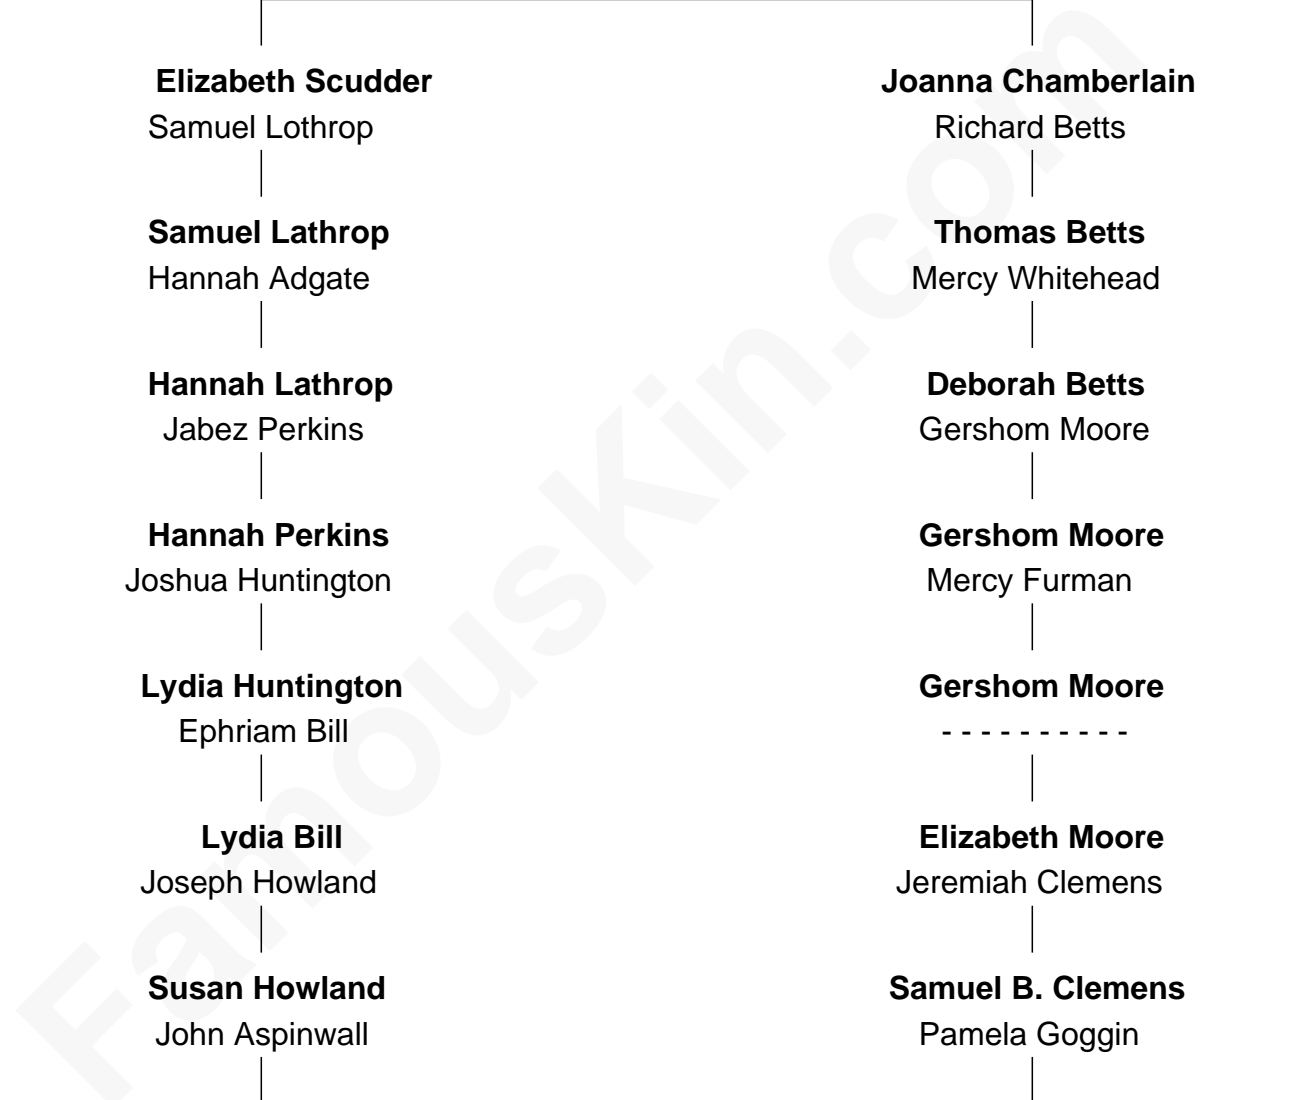 Elizabeth Scudder
Samuel Lothrop
Samuel Lathrop
Hannah Adgate
Hannah Lathrop
Jabez Perkins
Hannah Perkins
Joshua Huntington
Lydia Huntington
Ephriam Bill
Lydia Bill
Joseph Howland
Susan Howland
John Aspinwall
Joanna Chamberlain
Richard Betts
Thomas Betts
Mercy Whitehead
Deborah Betts
Gershom Moore
Gershom Moore
Mercy Furman
Gershom Moore
- - - - - - - - - -
Elizabeth Moore
Jeremiah Clemens
Samuel B. Clemens
Pamela Goggin
FamousKin.com